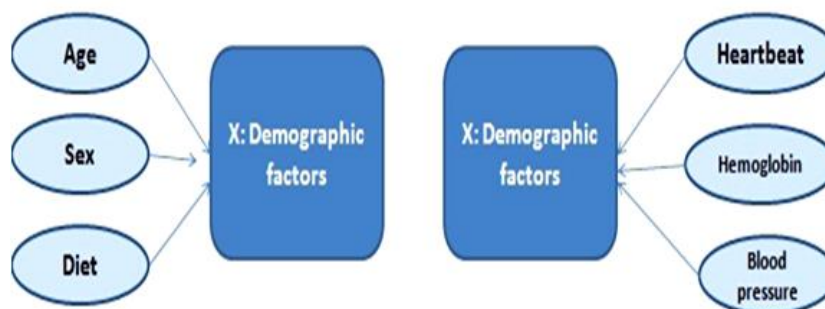 Age
Sex
Diet
X: Demographic
factors
X: Demographic
factors
Heartbeat
Hemoglobin
Blood
pressure